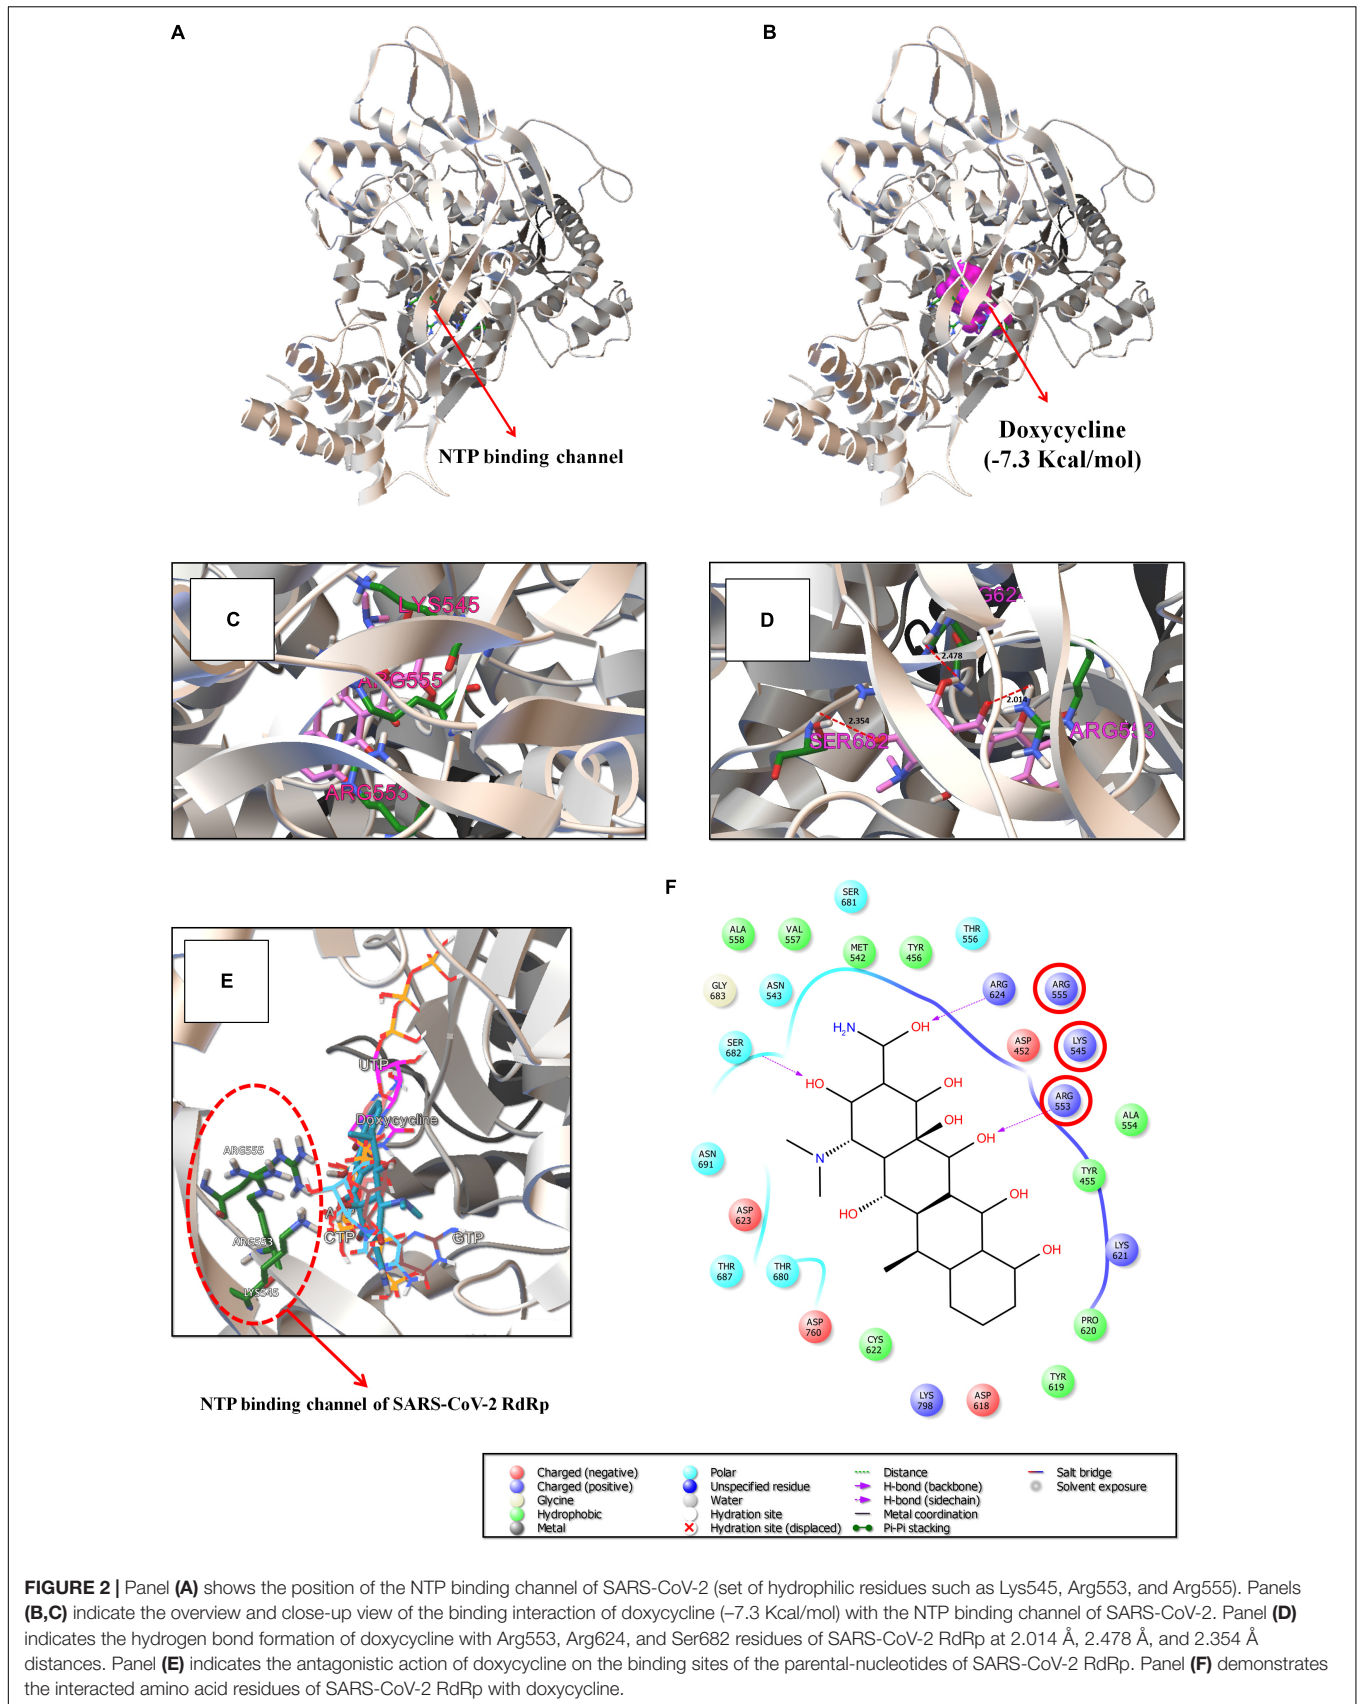 A
B
NTP binding channel
Doxycycline
(-7.3 Kcal/mol)
C
LYS545
ARG555
ARG553
D
2.478
2.014
2.354
SER682
ARG553
E
UTP
Doxycycline
ARG555
ARG553
LYS545
CTP
GTP
NTP binding channel of SARS-CoV-2 RdRp
F
SER
681
ALA
558
VAL
557
MET
542
TYR
456
THR
556
GLY
683
ASN
543
ARG
624
ARG
555
SER
682
ASP
452
LYS
545
ARG
553
ALA
554
ASN
691
TYR
455
ASP
623
LYS
621
THR
687
THR
680
ASP
760
CYS
622
PRO
620
TYR
619
LYS
798
ASP
618
H2N
OH
HO
OH
OH
OH
N
HO
OH
OH
Charged (negative)
Charged (positive)
Glycine
Hydrophobic
Metal
Polar
Unspecified residue
Water
Hydration site
Hydration site (displaced)
Distance
H-bond (backbone)
H-bond (sidechain)
Metal coordination
Pi-Pi stacking
Salt bridge
Solvent exposure
FIGURE 2 | Panel (A) shows the position of the NTP binding channel of SARS-CoV-2 (set of hydrophilic residues such as Lys545, Arg553, and Arg555). Panels
(B,C) indicate the overview and close-up view of the binding interaction of doxycycline (–7.3 Kcal/mol) with the NTP binding channel of SARS-CoV-2. Panel (D)
indicates the hydrogen bond formation of doxycycline with Arg553, Arg624, and Ser682 residues of SARS-CoV-2 RdRp at 2.014 Å, 2.478 Å, and 2.354 Å
distances. Panel (E) indicates the antagonistic action of doxycycline on the binding sites of the parental-nucleotides of SARS-CoV-2 RdRp. Panel (F) demonstrates
the interacted amino acid residues of SARS-CoV-2 RdRp with doxycycline.